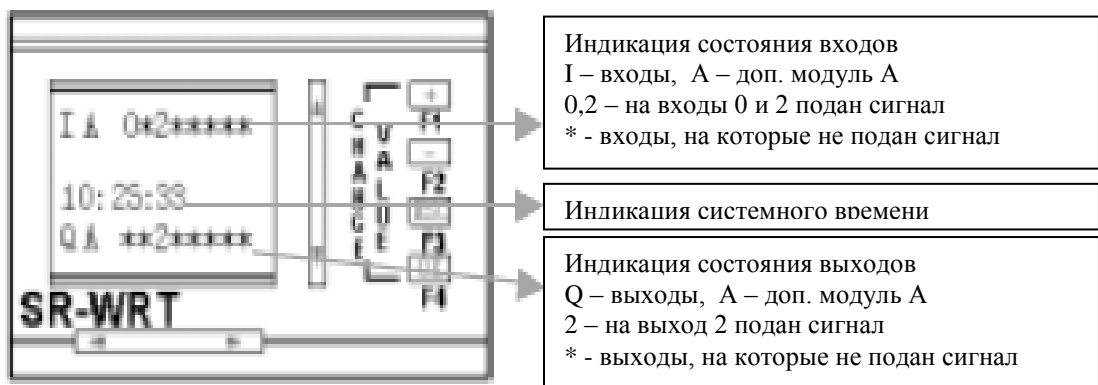 I A 0*2*****
10:25:33
Q A **2*****
SR-WRT
CHANGE
VALUE
+
F1
-
F2
F3
F4
Индикация состояния входов
I – входы, А – доп. модуль А
0,2 – на входы 0 и 2 подан сигнал
* - входы, на которые не подан сигнал
Индикация системного времени
Индикация состояния выходов
Q – выходы, А – доп. модуль А
2 – на выход 2 подан сигнал
* - выходы, на которые не подан сигнал